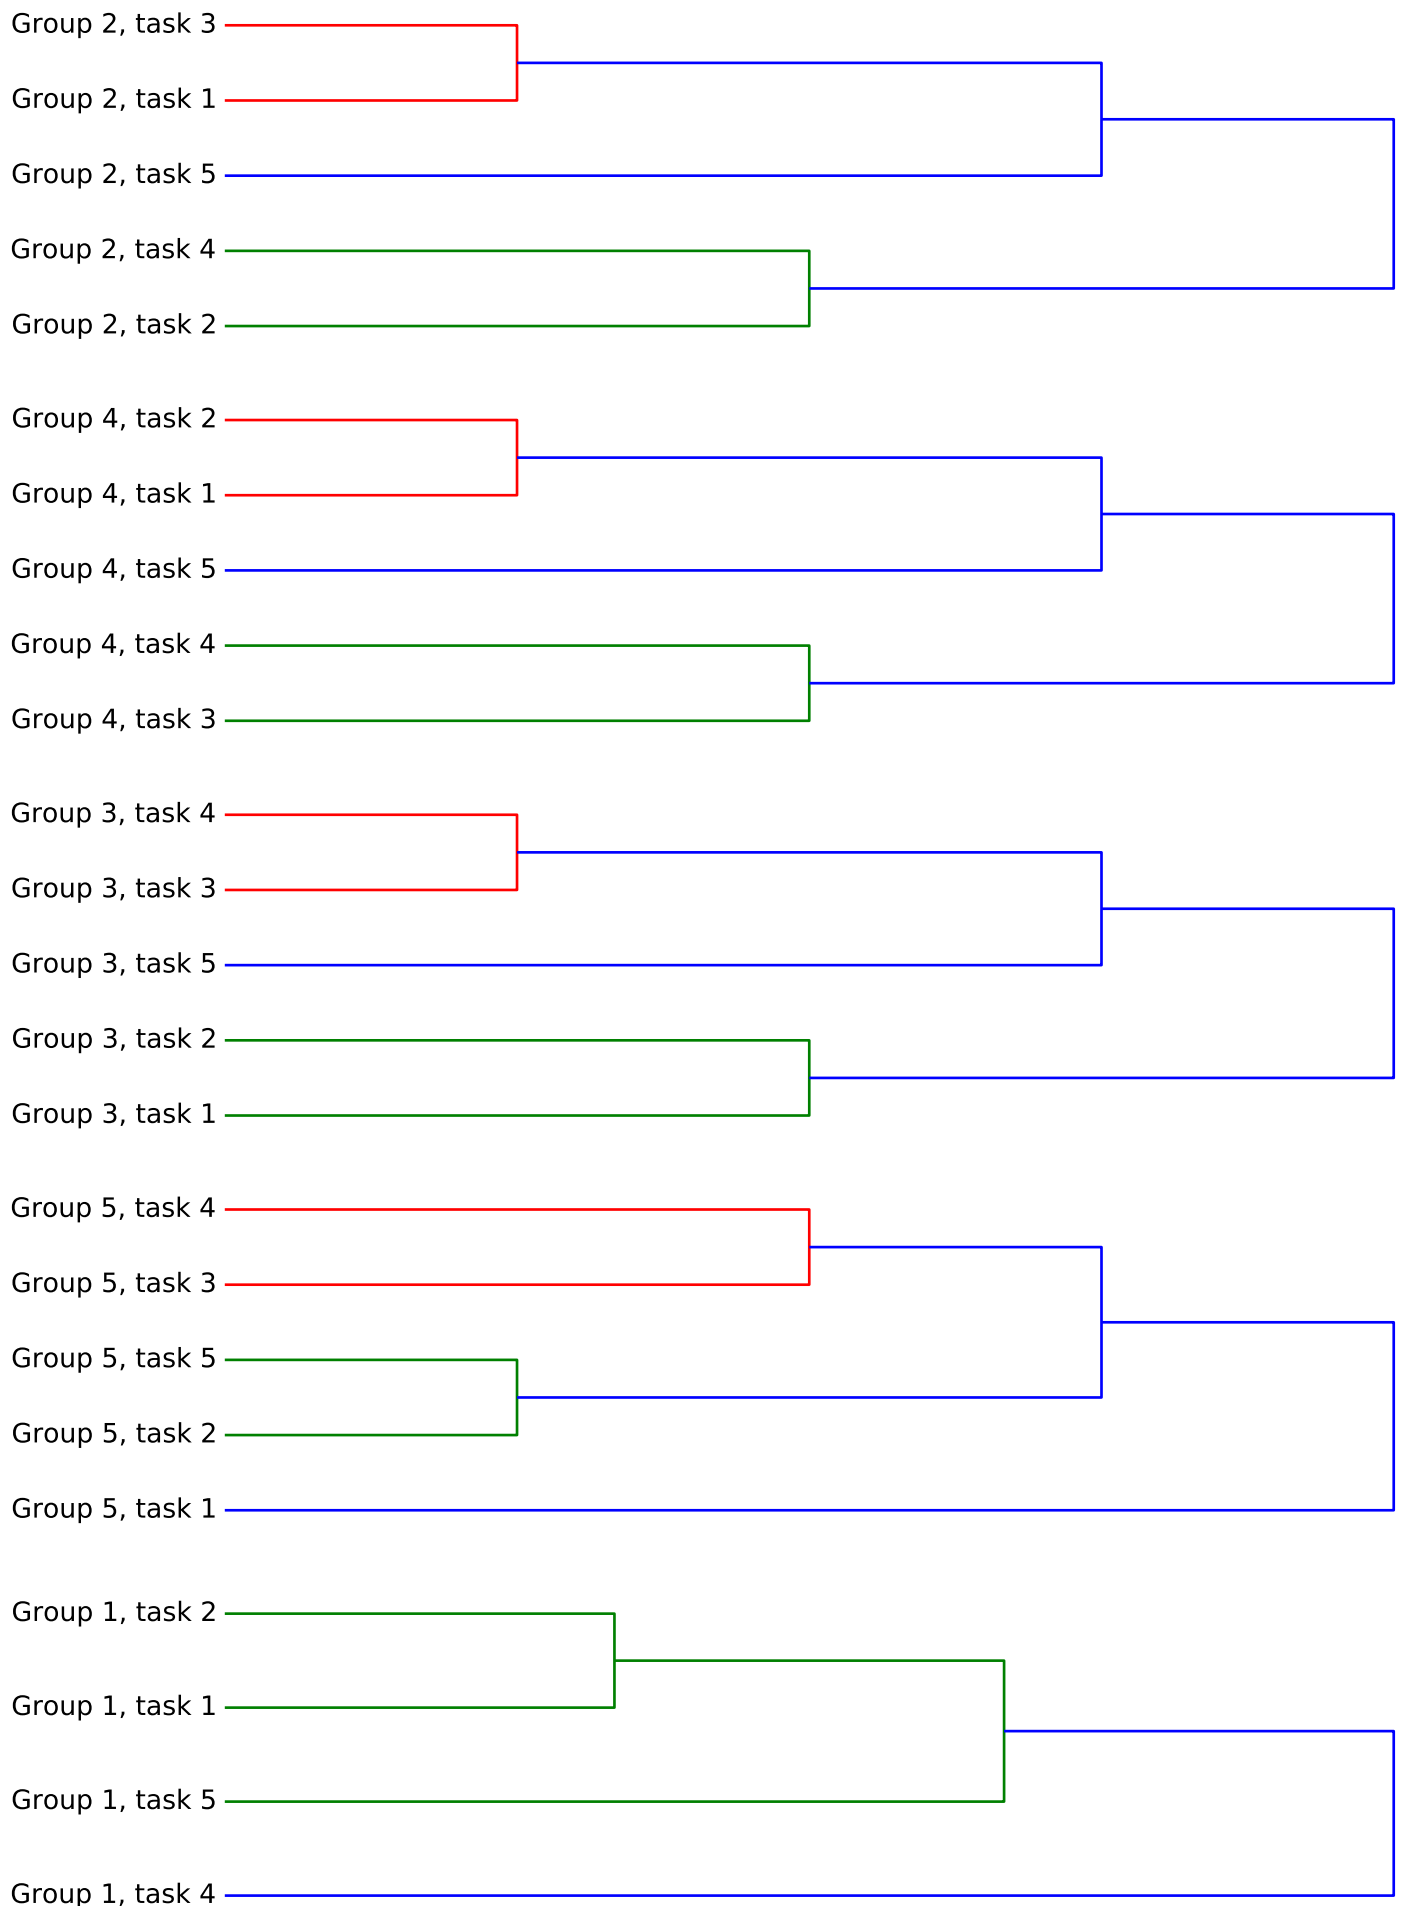 Group 2, task 3
Group 2, task 1
Group 2, task 5
Group 2, task 4
Group 2, task 2
Group 4, task 2
Group 4, task 1
Group 4, task 5
Group 4, task 4
Group 4, task 3
Group 3, task 4
Group 3, task 3
Group 3, task 5
Group 3, task 2
Group 3, task 1
Group 5, task 4
Group 5, task 3
Group 5, task 5
Group 5, task 2
Group 5, task 1
Group 1, task 2
Group 1, task 1
Group 1, task 5
Group 1, task 4